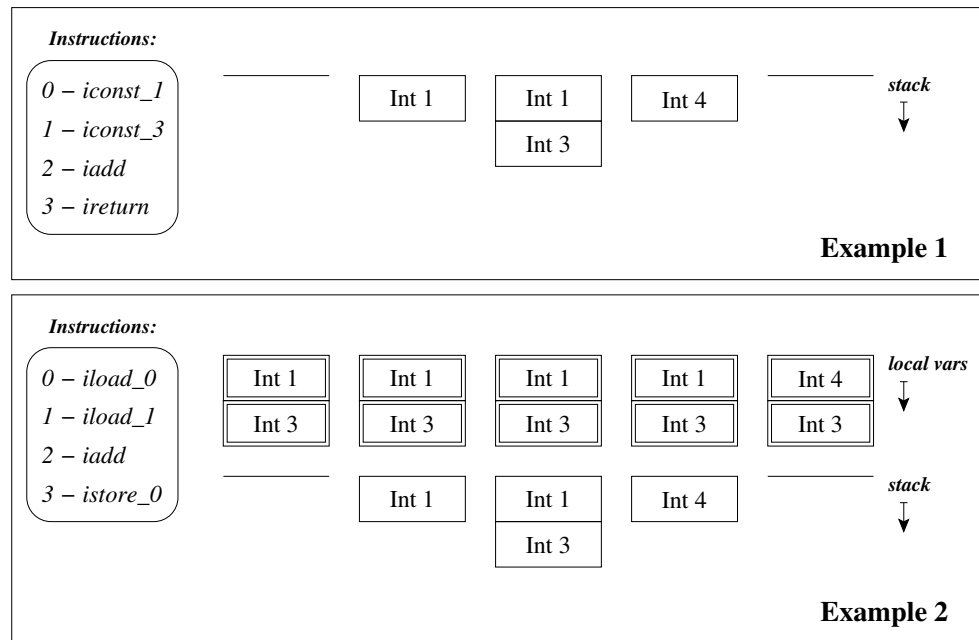 Instructions:
0 − iconst_1
1 − iconst_3
2 − iadd
3 − ireturn
Int 1
Int 1
Int 3
Int 4
stack
Example 1
Instructions:
0 − iload_0
1 − iload_1
2 − iadd
3 − istore_0
Int 1 Int 1 Int 1 Int 1 Int 4
Int 3 Int 3 Int 3 Int 3 Int 3
local vars
Int 1 Int 1 Int 4
Int 3
stack
Example 2